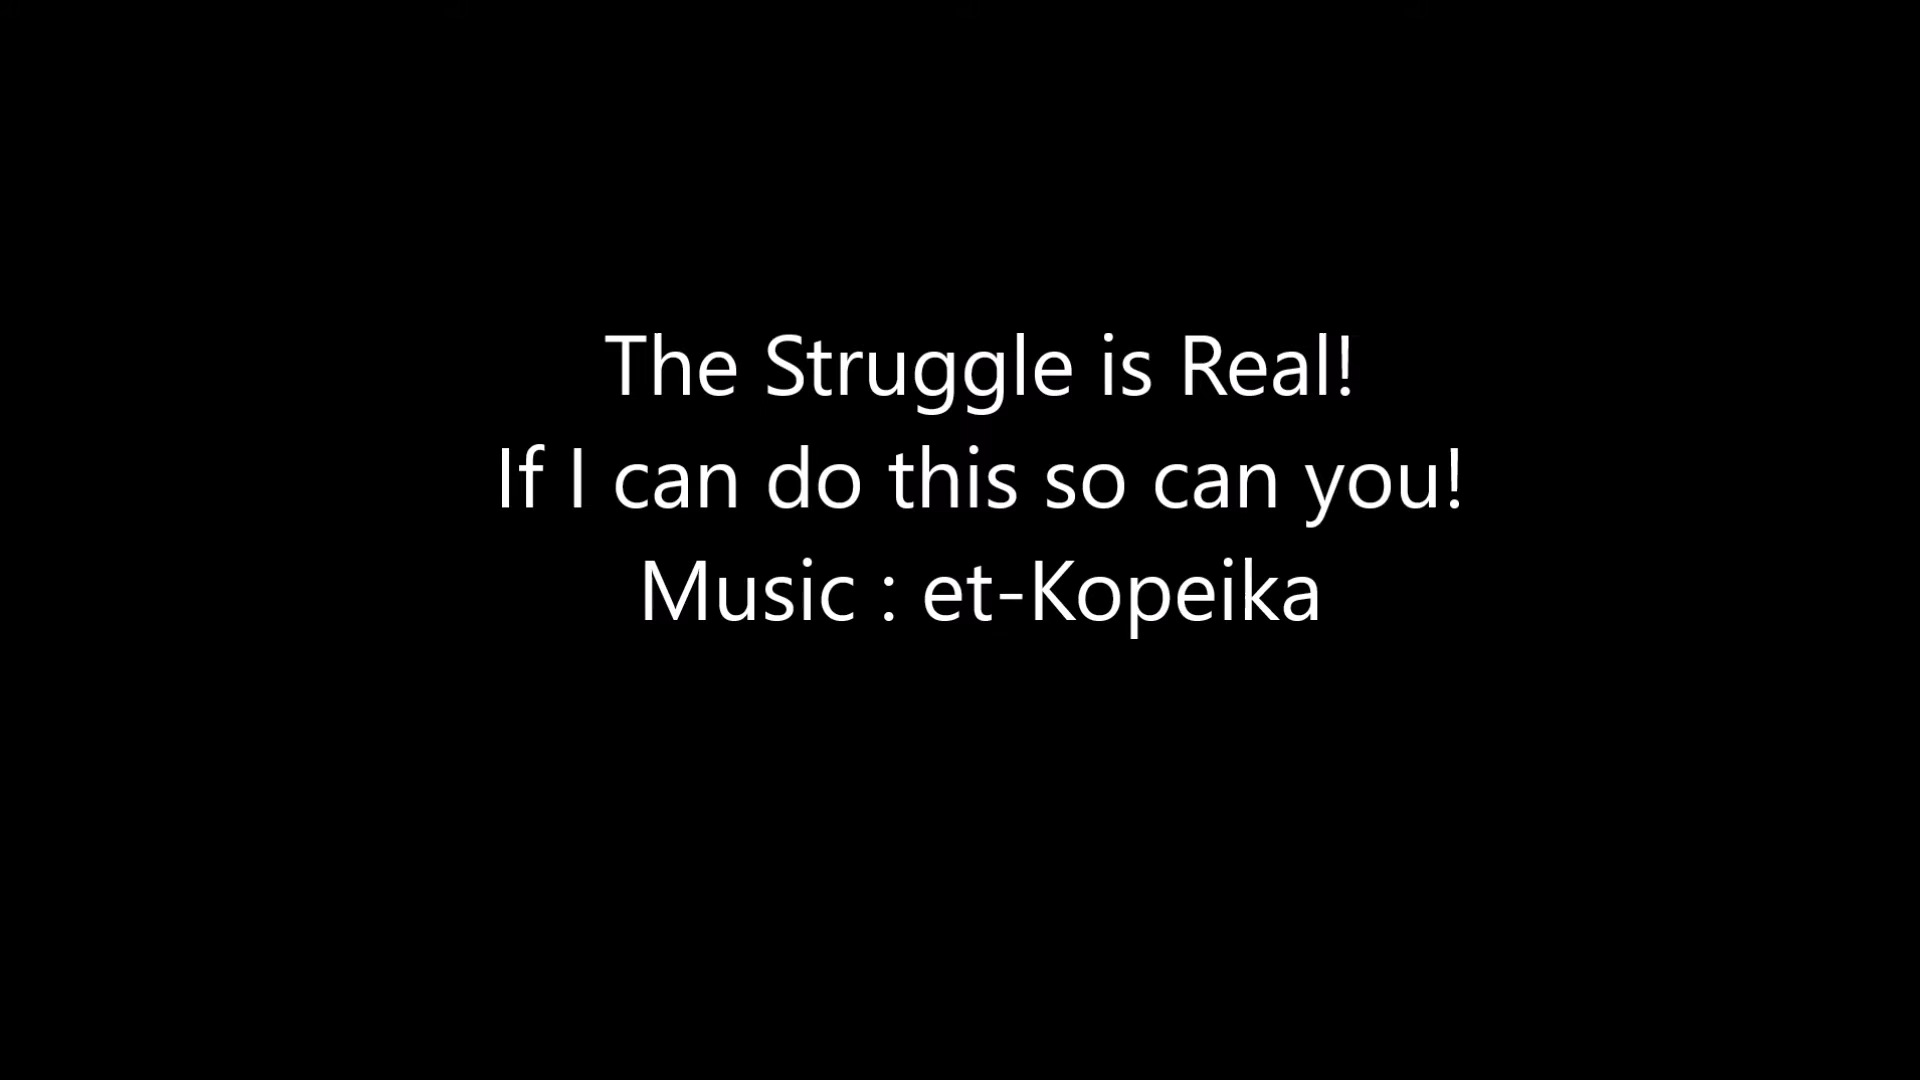 The Struggle is Real!
If I can do this so can you!
Music : et-Kopeika